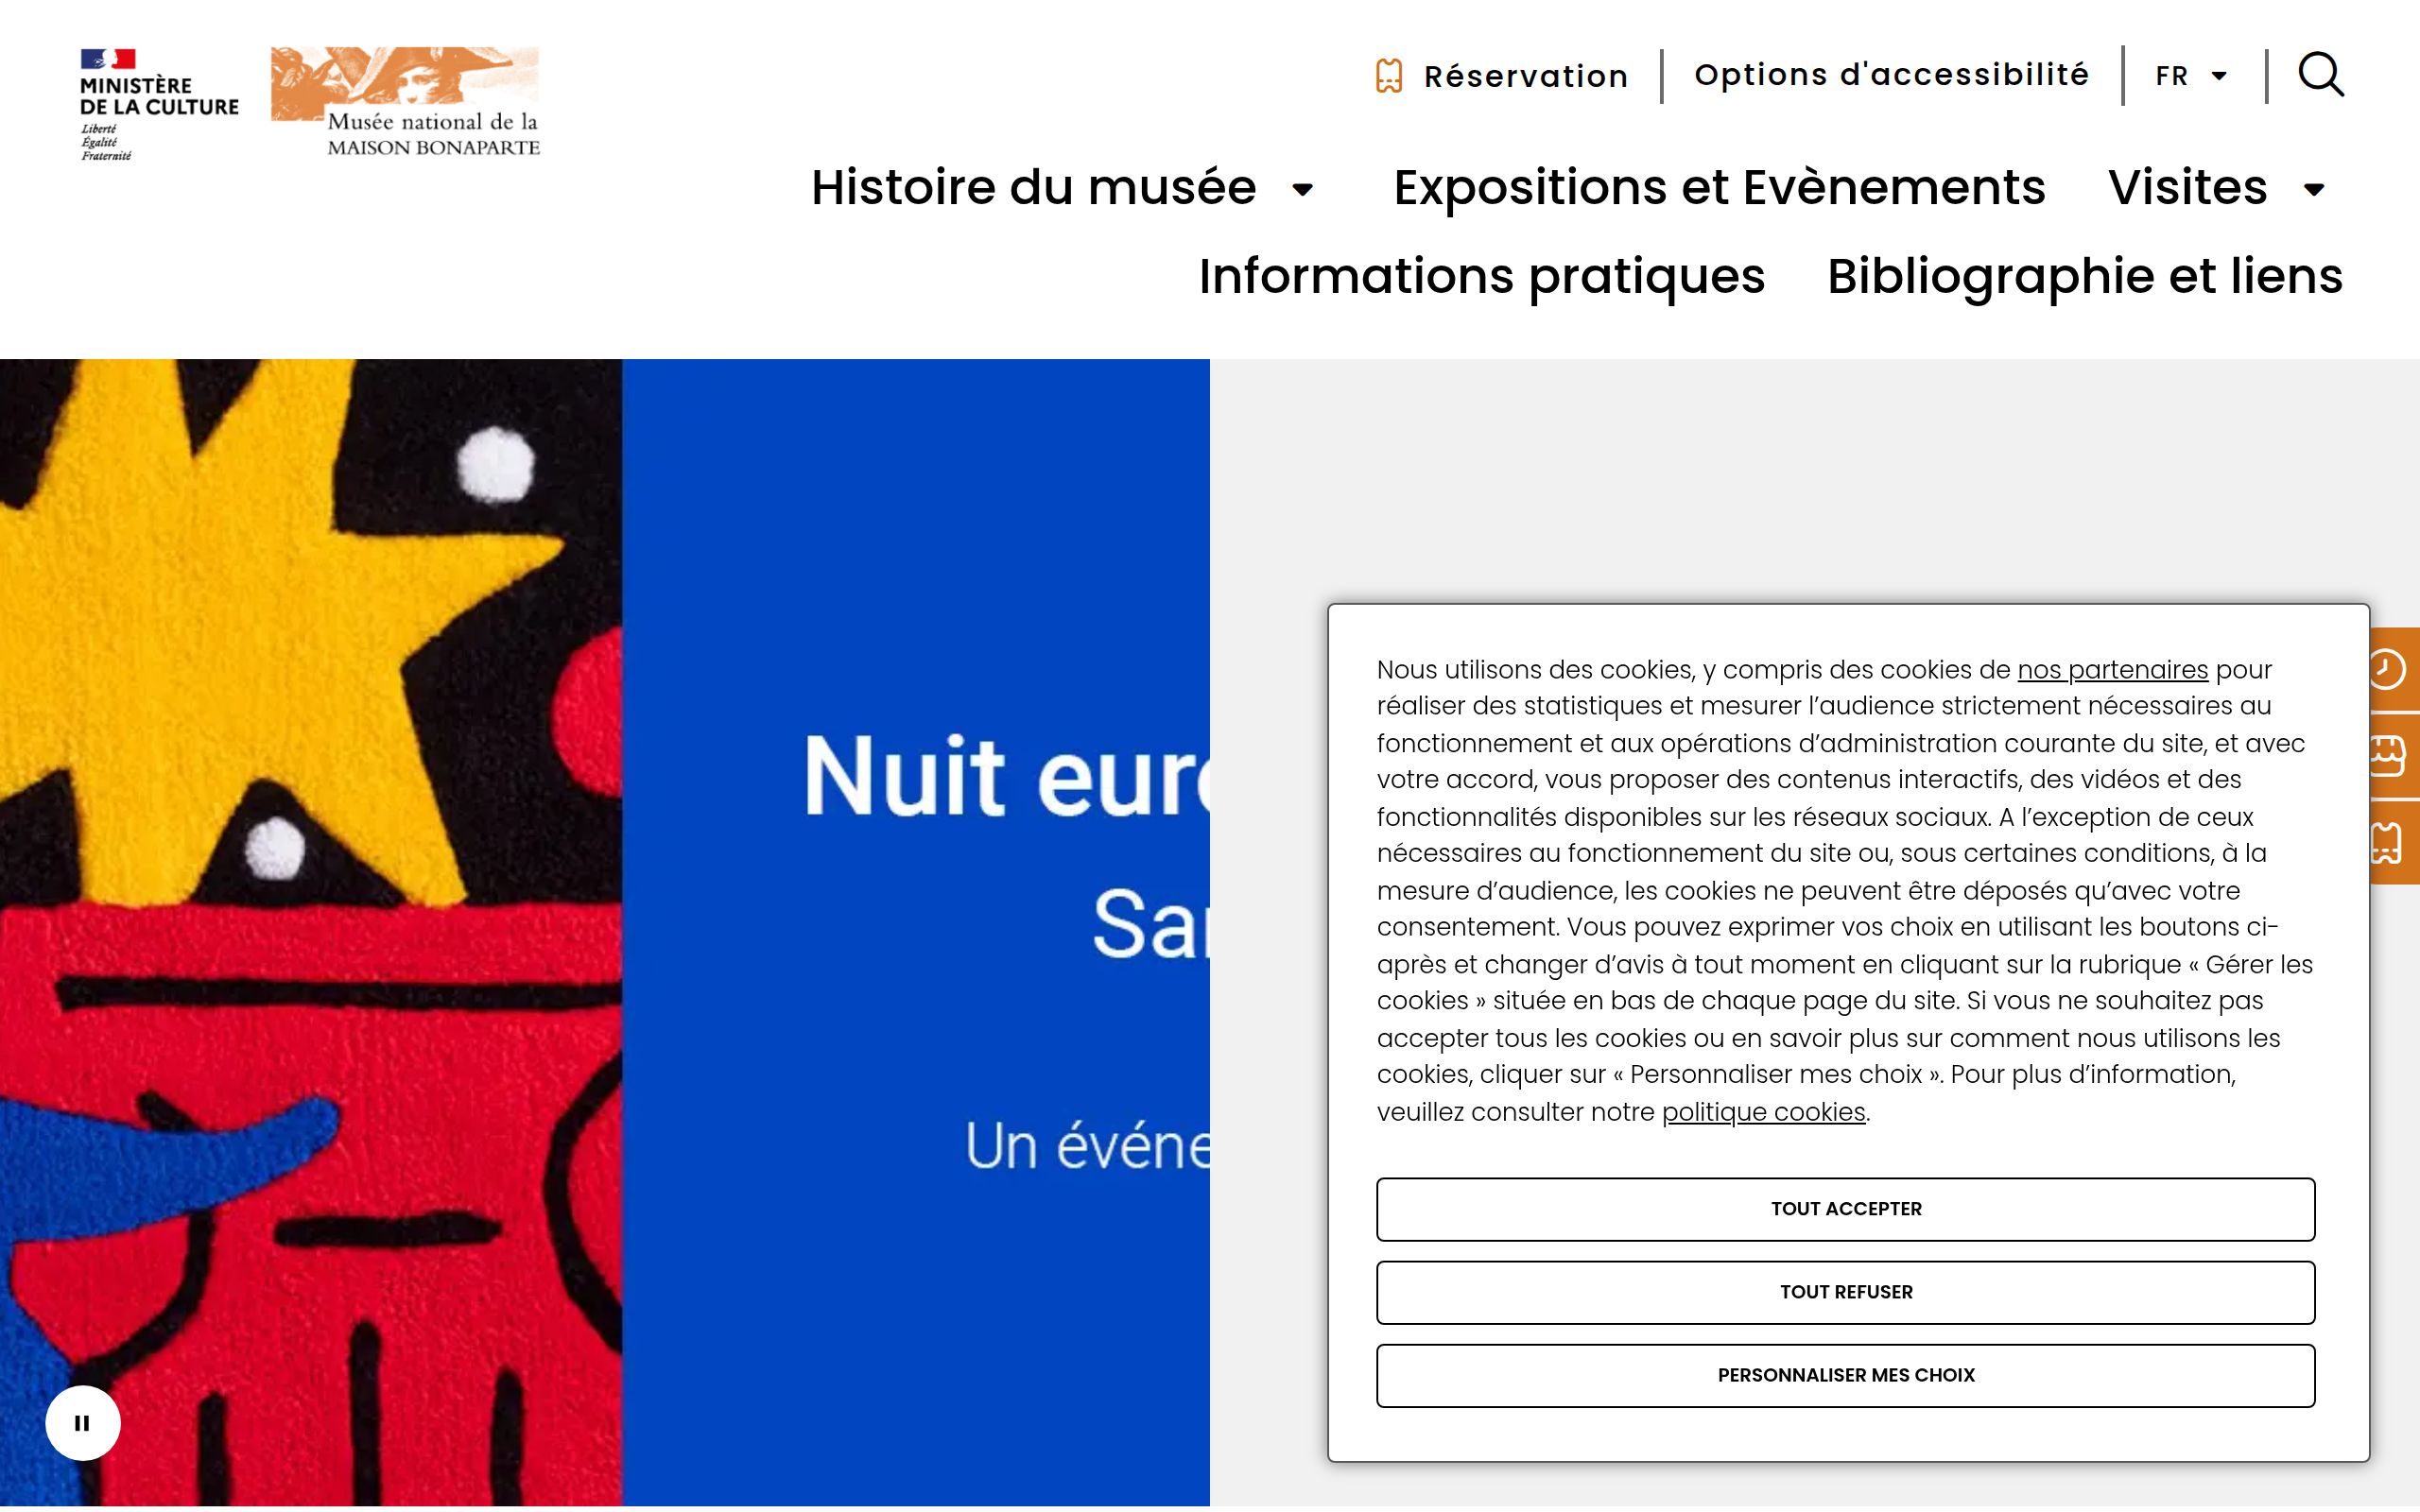 MINISTÈRE
DE LA CULTURE
Liberté
Égalité
Fraternité
Musée national de la
MAISON BONAPARTE
Réservation
Options d'accessibilité
FR
Histoire du musée
Expositions et Evènements
Visites
Informations pratiques
Bibliographie et liens
Nuit eur
Sa
Un événe
Nous utilisons des cookies, y compris des cookies de nos partenaires pour
réaliser des statistiques et mesurer l’audience strictement nécessaires au
fonctionnement et aux opérations d’administration courante du site, et avec
votre accord, vous proposer des contenus interactifs, des vidéos et des
fonctionnalités disponibles sur les réseaux sociaux. A l’exception de ceux
nécessaires au fonctionnement du site ou, sous certaines conditions, à la
mesure d’audience, les cookies ne peuvent être déposés qu’avec votre
consentement. Vous pouvez exprimer vos choix en utilisant les boutons ci-
après et changer d’avis à tout moment en cliquant sur la rubrique « Gérer les
cookies » située en bas de chaque page du site. Si vous ne souhaitez pas
accepter tous les cookies ou en savoir plus sur comment nous utilisons les
cookies, cliquer sur « Personnaliser mes choix ». Pour plus d’information,
veuillez consulter notre politique cookies.
TOUT ACCEPTER
TOUT REFUSER
PERSONNALISER MES CHOIX